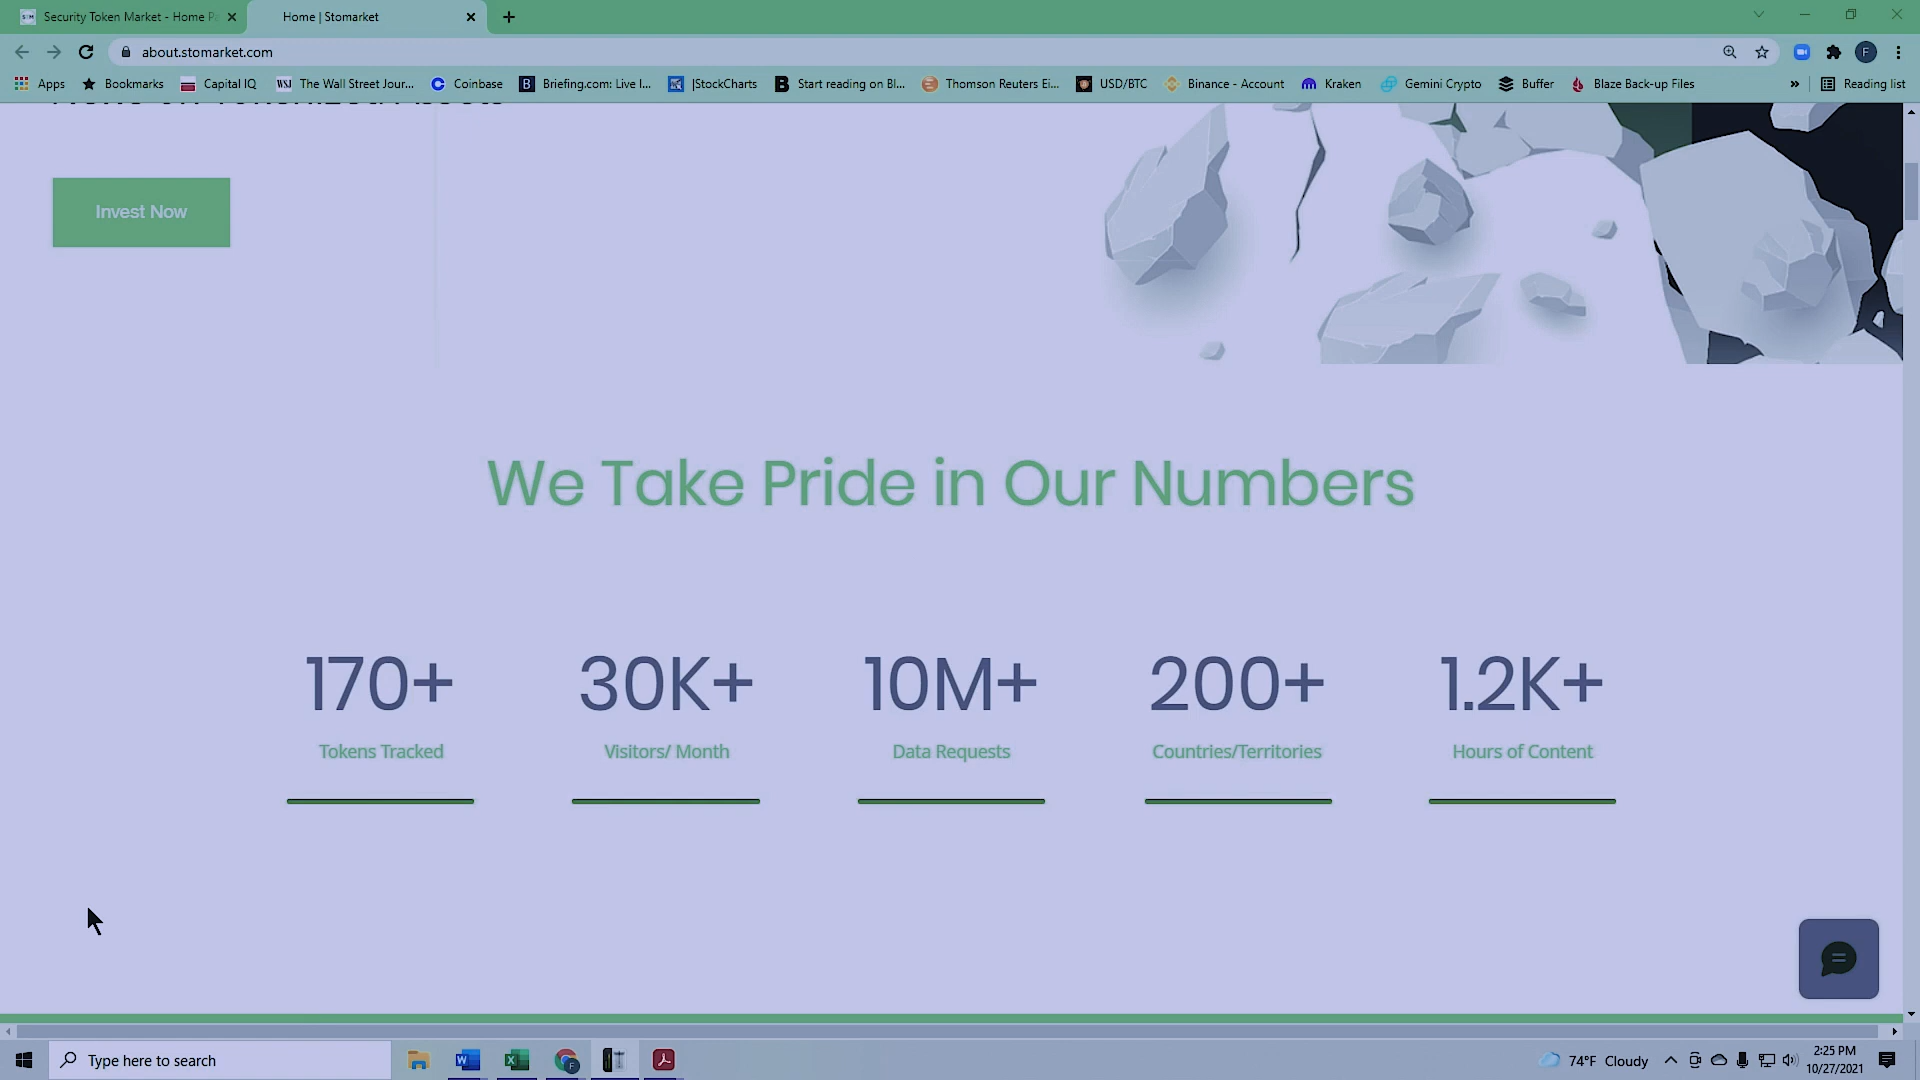 Security Token Market - Home Pa
Home | Stomarket
about.stomarket.com
F
Apps
Bookmarks
Capital IQ
WSJ
The Wall Street Jour...
Coinbase
Briefing.com: Live I...
|StockCharts
Start reading on Bl...
Thomson Reuters Ei...
USD/BTC
Binance - Account
Kraken
Gemini Crypto
Buffer
Blaze Back-up Files
»
Reading list
Invest Now
We Take Pride in Our Numbers
170+
Tokens Tracked
30K+
Visitors/ Month
10M+
Data Requests
200+
Countries/Territories
1.2K+
Hours of Content
Type here to search
74°F Cloudy
2:25 PM
10/27/2021